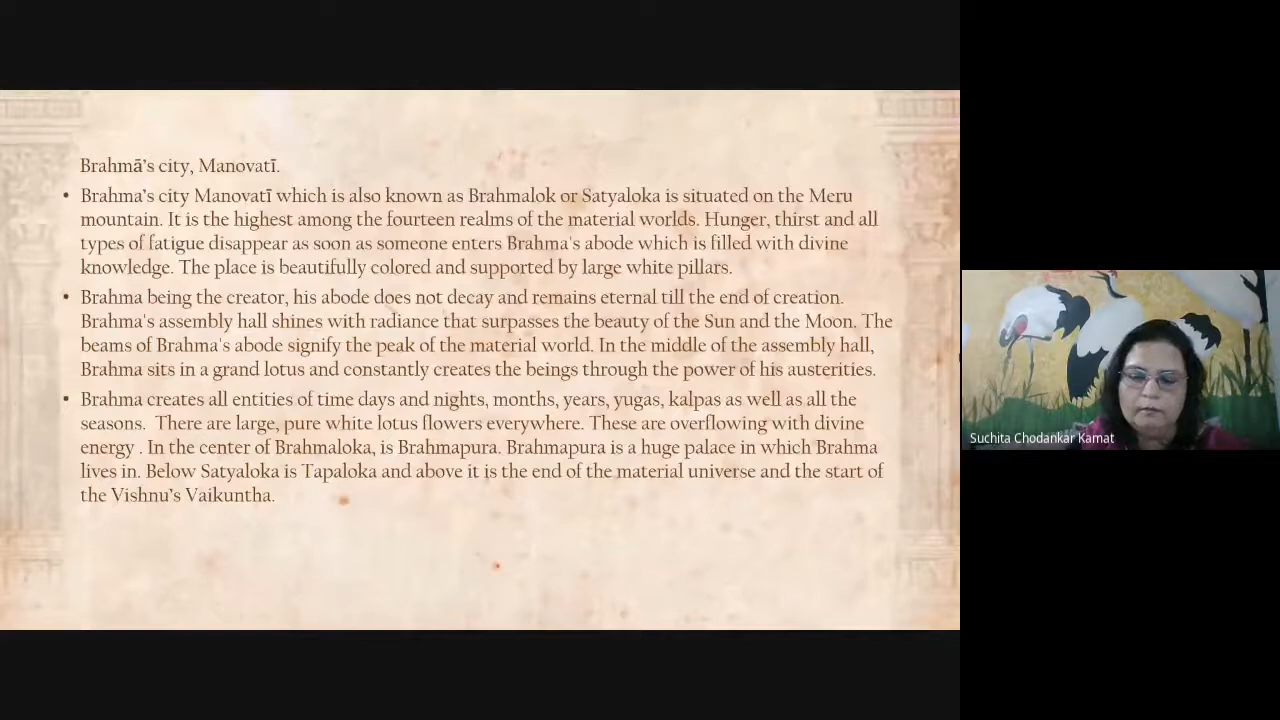 Brahmā's city, Manovatī.
• Brahma's city Manovatī which is also known as Brahmalok or Satyaloka is situated on the Meru
mountain. It is the highest among the fourteen realms of the material worlds. Hunger, thirst and all
types of fatigue disappear as soon as someone enters Brahma's abode which is filled with divine
knowledge. The place is beautifully colored and supported by large white pillars.
• Brahma being the creator, his abode does not decay and remains eternal till the end of creation.
Brahma's assembly hall shines with radiance that surpasses the beauty of the Sun and the Moon. The
beams of Brahma's abode signify the peak of the material world. In the middle of the assembly hall,
Brahma sits in a grand lotus and constantly creates the beings through the power of his austerities.
• Brahma creates all entities of time days and nights, months, years, yugas, kalpas as well as all the
seasons.  There are large, pure white lotus flowers everywhere. These are overflowing with divine
energy . In the center of Brahmaloka, is Brahmapura. Brahmapura is a huge palace in which Brahma
lives in. Below Satyaloka is Tapaloka and above it is the end of the material universe and the start of
the Vishnu's Vaikuntha.
Suchita Chodankar Kamat